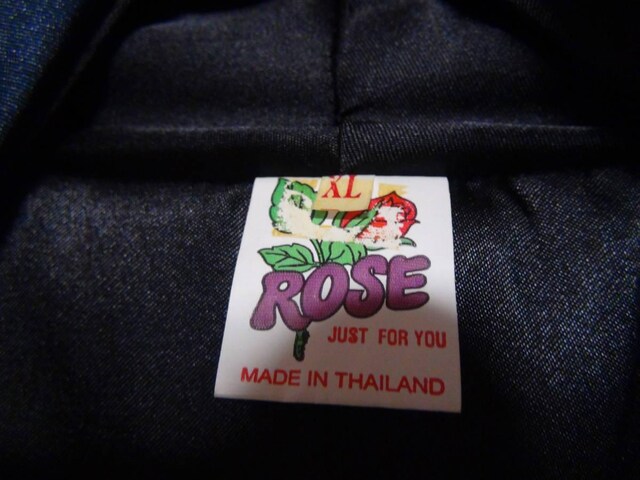 XL
ROSE
JUST FOR YOU
MADE IN THAILAND